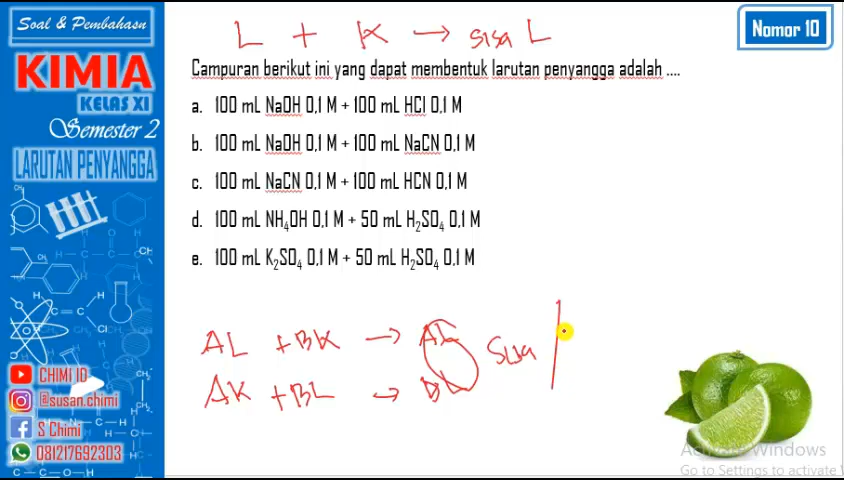 Soal & Pembahasn
KIMIA
KELAS XI
Semester 2
LARUTAN PENYANGGA
Nomor 10
L + K → sisa L
Campuran berikut ini yang dapat membentuk larutan penyangga adalah ....
a. 100 mL NaOH 0,1 M + 100 mL HCl 0,1 M
b. 100 mL NaOH 0,1 M + 100 mL NaCN 0,1 M
c. 100 mL NaCN 0,1 M + 100 mL HCN 0,1 M
d. 100 mL NH₄OH 0,1 M + 50 mL H₂SO₄ 0,1 M
e. 100 mL K₂SO₄ 0,1 M + 50 mL H₂SO₄ 0,1 M
AL + BK → AL
sisa
AK + BL → BL
CHIMI ID
@susan.chimi
S Chimi
081217692303
Activate Windows
Go to Settings to activate W